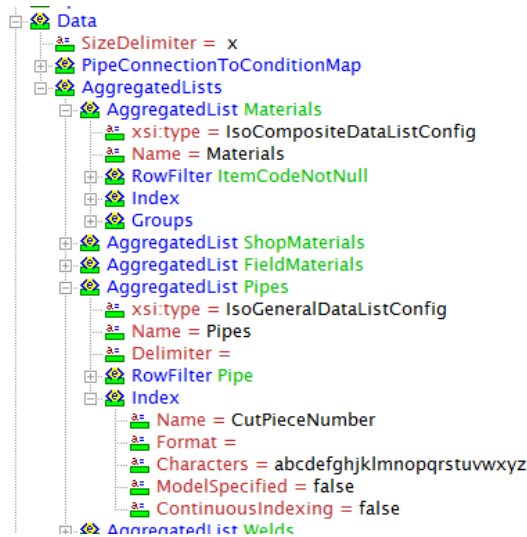 Data
SizeDelimiter = x
PipeConnectionToConditionMap
AggregatedLists
AggregatedList Materials
xsi:type = IsoCompositeDataListConfig
Name = Materials
RowFilter ItemCodeNotNull
Index
Groups
AggregatedList ShopMaterials
AggregatedList FieldMaterials
AggregatedList Pipes
xsi:type = IsoGeneralDataListConfig
Name = Pipes
Delimiter =
RowFilter Pipe
Index
Name = CutPieceNumber
Format =
Characters = abcdefghjklmnopqrstuvwxyz
ModelSpecified = false
ContinuousIndexing = false
AggregatedList Welds